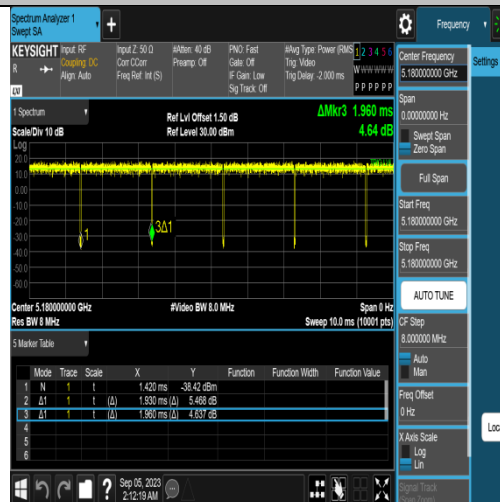 Spectrum Analyzer 1
Swept SA
+
Frequency
KEYSIGHT
R
Input: RF
Coupling: DC
Align: Auto
Input Z: 50 Ω
Corr CCorr
Freq Ref: Int (S)
#Atten: 40 dB
Preamp: Off
PNO: Fast
Gate: Off
IF Gain: Low
Sig Track: Off
#Avg Type: Power (RMS
Trig: Video
Trig Delay: -2.000 ms
1 2 3 4 5 6
W W W W W W
P P P P P P
LXI
1 Spectrum
Scale/Div 10 dB
Ref Lvl Offset 1.50 dB
Ref Level 30.00 dBm
ΔMkr3 1.960 ms
4.64 dB
Log
20.0
10.0
0.00
-10.0
-20.0
-30.0
-40.0
-50.0
-60.0
1
3Δ1
Center 5.180000000 GHz
Res BW 8 MHz
#Video BW 8.0 MHz
Span 0 Hz
Sweep 10.0 ms (10001 pts)
5 Marker Table
Mode Trace Scale X Y Function Function Width Function Value
1 N 1 t 1.420 ms -38.42 dBm
2 Δ1 1 t (Δ) 1.930 ms (Δ) 5.468 dB
3 Δ1 1 t (Δ) 1.960 ms (Δ) 4.637 dB
4
5
6
Sep 05, 2023
2:12:19 AM
Center Frequency
5.180000000 GHz
Settings
Span
0.00000000 Hz
Swept Span
Zero Span
Full Span
Start Freq
5.180000000 GHz
Stop Freq
5.180000000 GHz
AUTO TUNE
CF Step
8.000000 MHz
Auto
Man
Freq Offset
0 Hz
X Axis Scale
Log
Lin
Signal Track
Loca